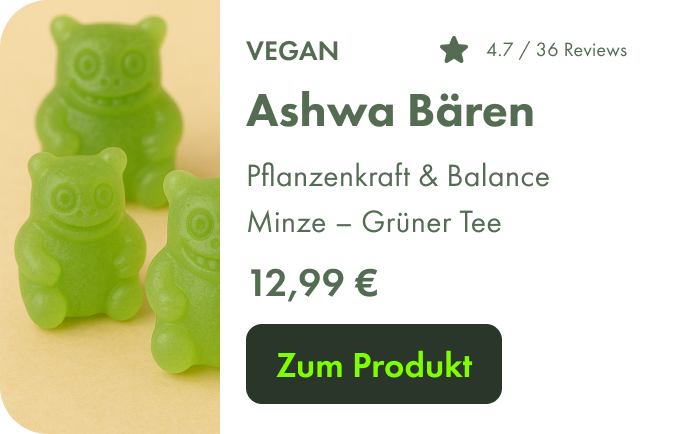 VEGAN
4.7 / 36 Reviews
Ashwa Bären
Pflanzenkraft & Balance
Minze – Grüner Tee
12,99 €
Zum Produkt